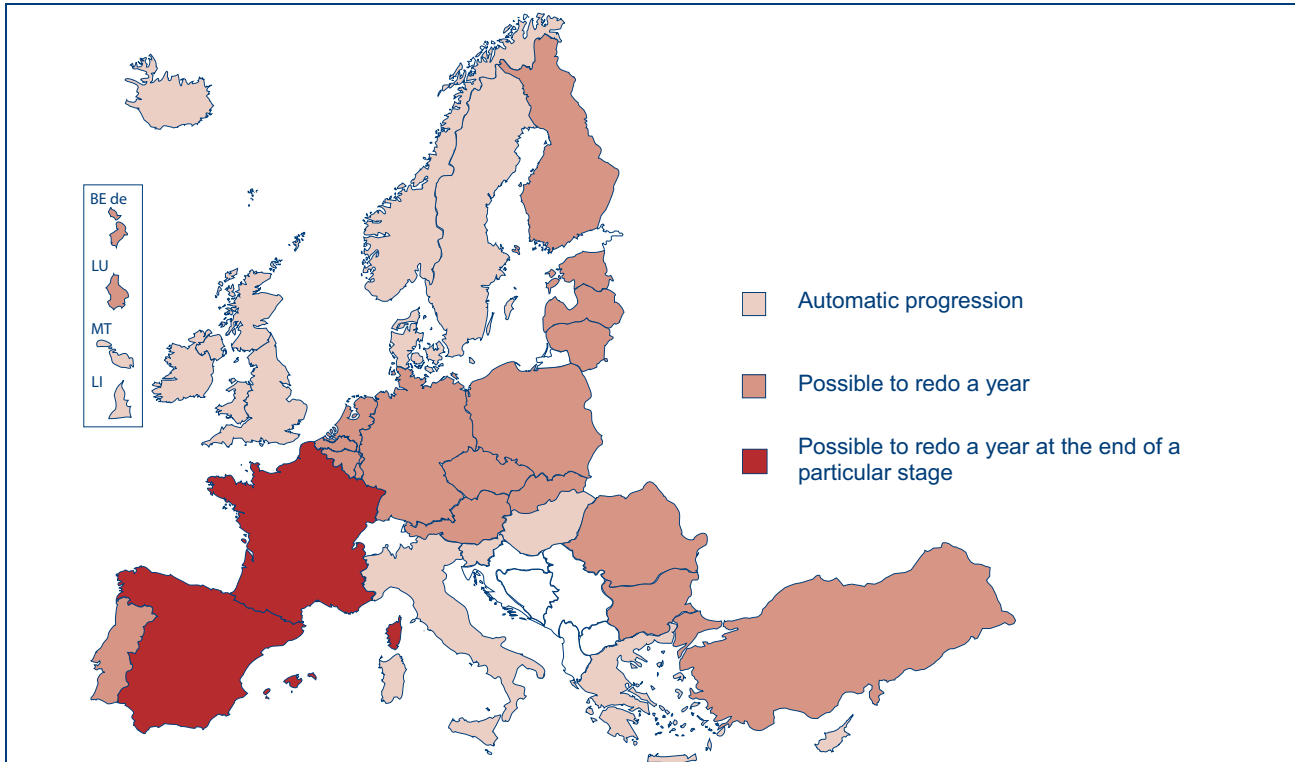 BE de
LU
MT
LI
Automatic progression
Possible to redo a year
Possible to redo a year at the end of a
particular stage